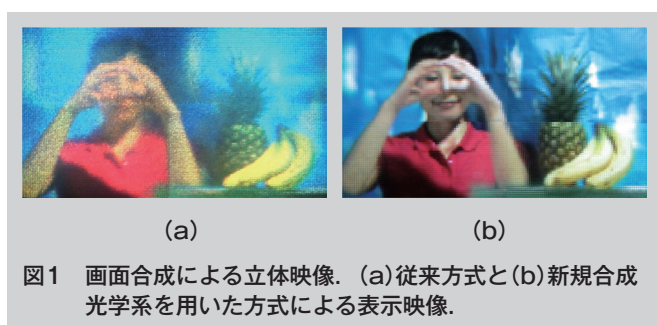 (a)
(b)
図1 画面合成による立体映像.(a)従来方式と(b)新規合成
光学系を用いた方式による表示映像.